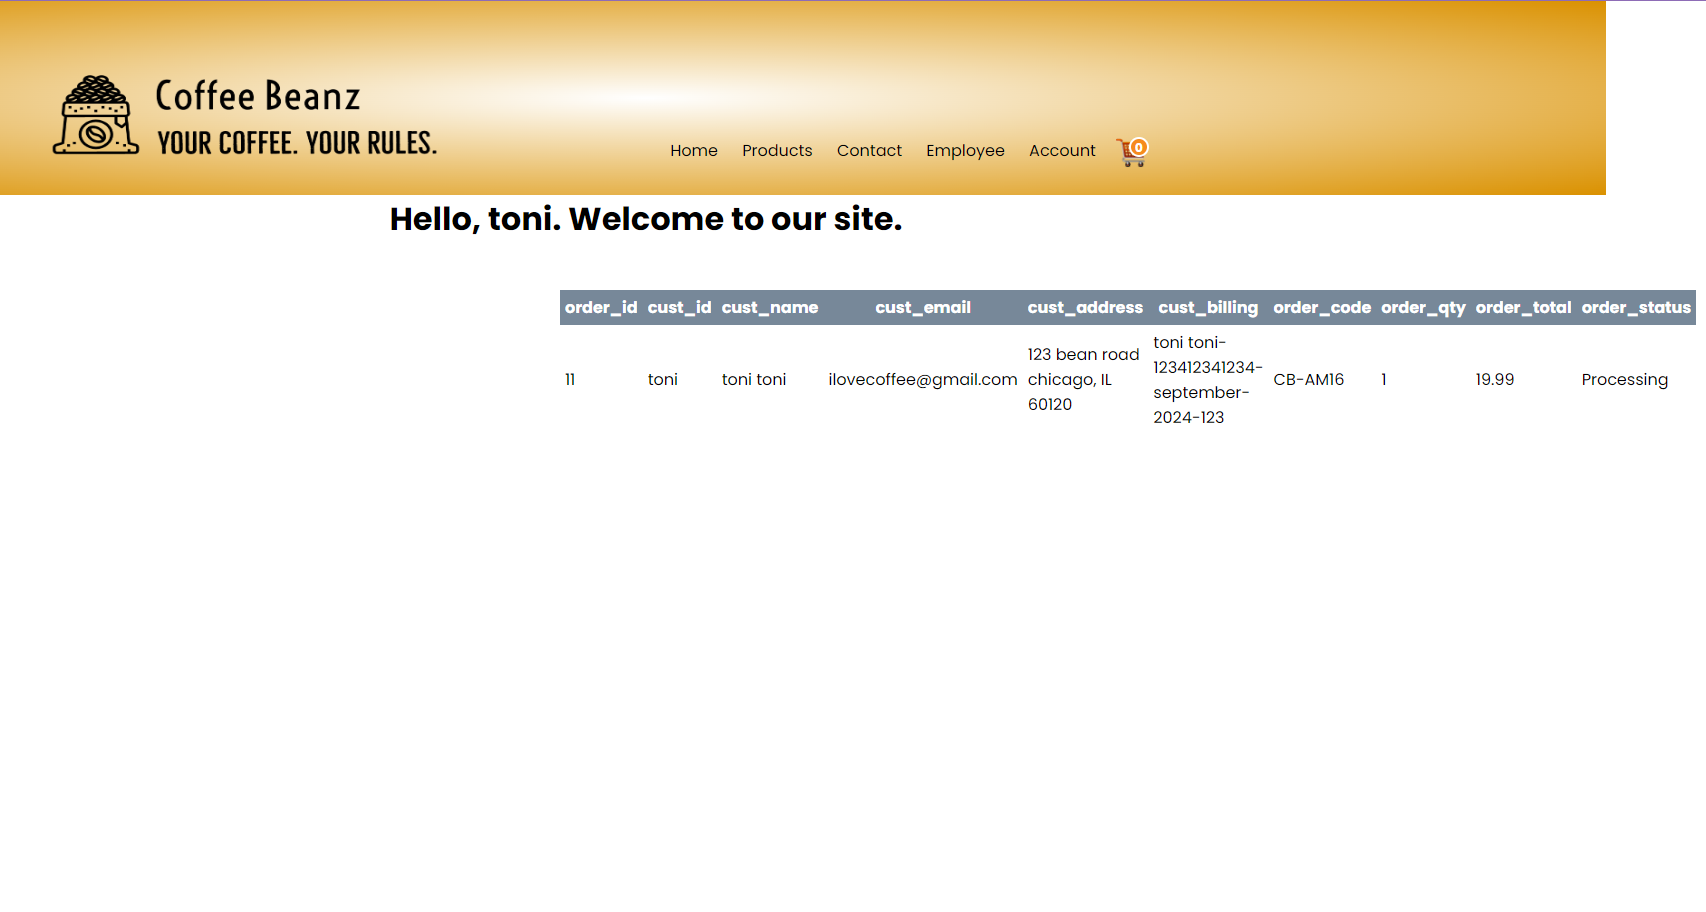 Coffee Beanz
YOUR COFFEE. YOUR RULES.
Home Products Contact Employee Account 0
Hello, toni. Welcome to our site.
order_id cust_id cust_name cust_email cust_address cust_billing order_code order_qty order_total order_status
11 toni toni toni ilovecoffee@gmail.com 123 bean road
chicago, IL
60120 toni toni-
123412341234-
september-
2024-123 CB-AM16 1 19.99 Processing